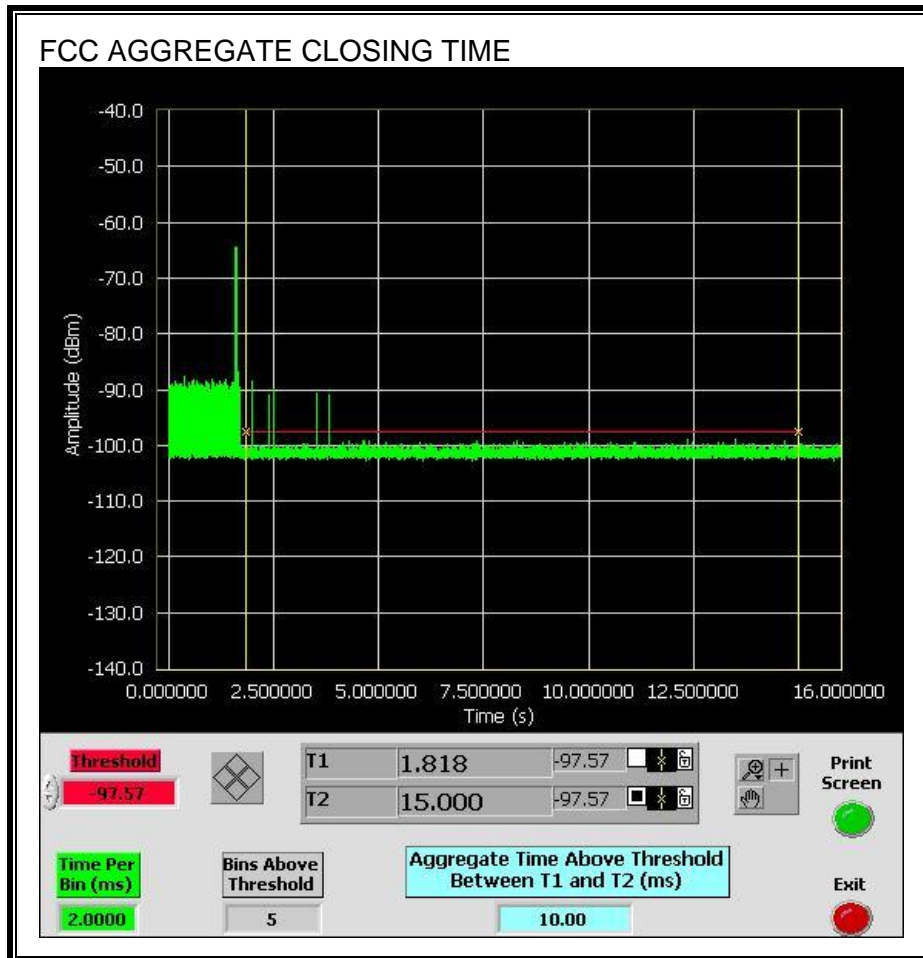 FCC AGGREGATE CLOSING TIME
-40.0
-50.0
-60.0
-70.0
-80.0
-90.0
-100.0
-110.0
-120.0
-130.0
-140.0
Amplitude (dBm)
0.000000 2.500000 5.000000 7.500000 10.000000 12.500000 16.000000
Time (s)
Threshold
-97.57
T1 1.818 -97.57
T2 15.000 -97.57
Print Screen
Time Per Bin (ms)
2.0000
Bins Above Threshold
5
Aggregate Time Above Threshold
Between T1 and T2 (ms)
10.00
Exit